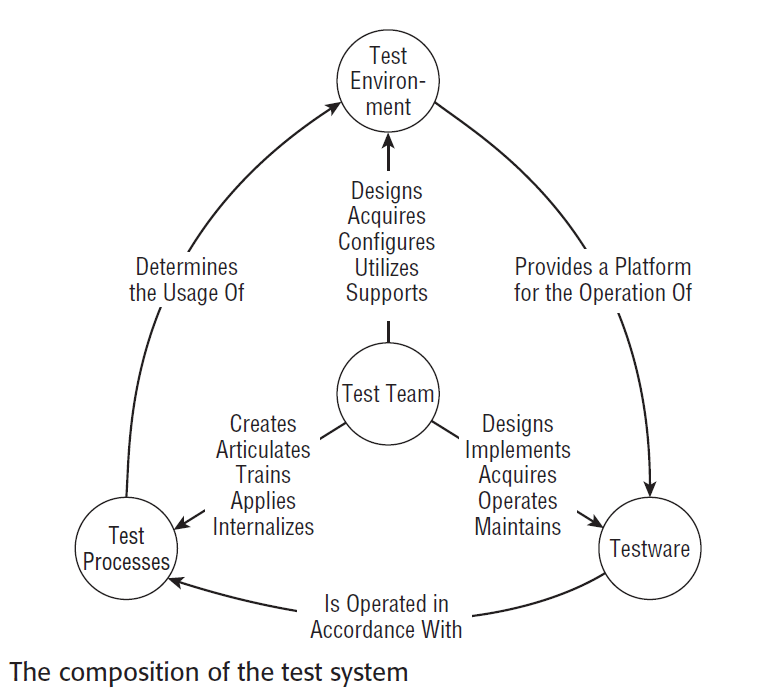 Test
Environ-
ment
Designs
Acquires
Configures
Utilizes
Supports
Determines
the Usage Of
Provides a Platform
for the Operation Of
Test Team
Creates
Articulates
Trains
Applies
Internalizes
Designs
Implements
Acquires
Operates
Maintains
Test
Processes
Testware
Is Operated in
Accordance With
The composition of the test system